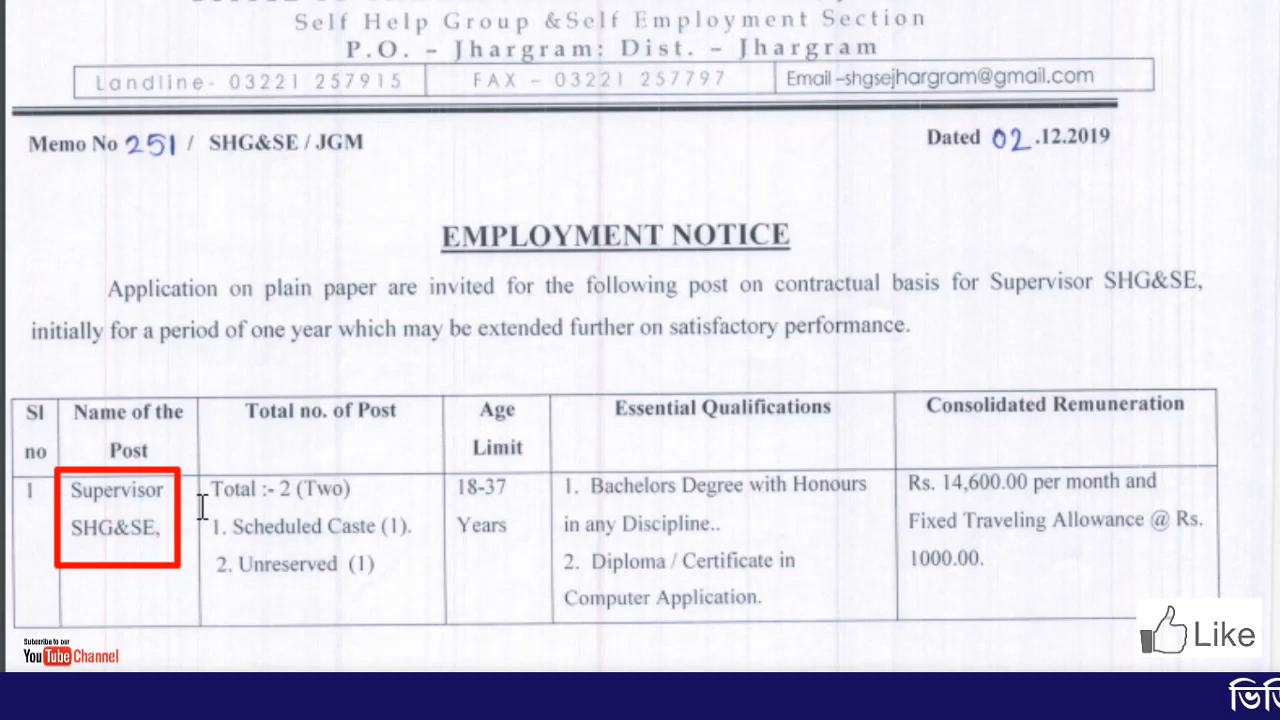 Self Help Group &Self Employment Section
P.O. – Jhargram: Dist. – Jhargram
Landline- 03221 257915 FAX – 03221 257797 Email –shgsejhargram@gmail.com
Memo No 251 / SHG&SE / JGM Dated 02.12.2019
EMPLOYMENT NOTICE
Application on plain paper are invited for the following post on contractual basis for Supervisor SHG&SE,
initially for a period of one year which may be extended further on satisfactory performance.
Sl no Name of the Post Total no. of Post Age Limit Essential Qualifications Consolidated Remuneration
1 Supervisor SHG&SE, Total :- 2 (Two) 18-37 Years 1. Bachelors Degree with Honours Rs. 14,600.00 per month and
1. Scheduled Caste (1). in any Discipline.. Fixed Traveling Allowance @ Rs.
2. Unreserved (1) 2. Diploma / Certificate in 1000.00.
Computer Application.
Like
Subscribe to our
YouTube Channel